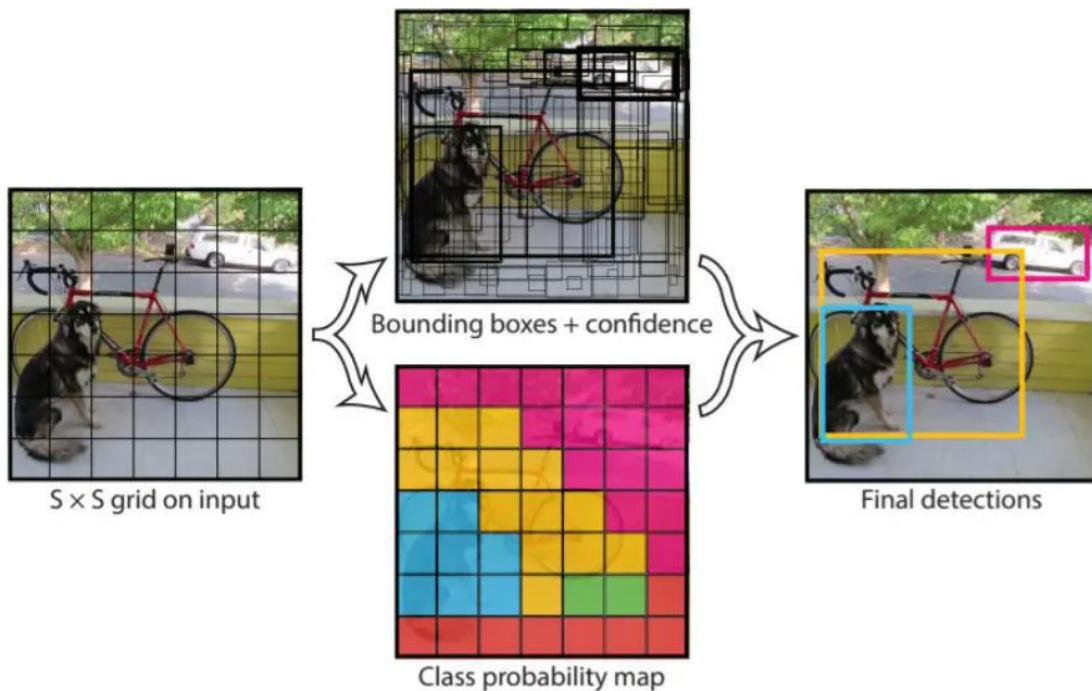 S × S grid on input
Bounding boxes + confidence
Class probability map
Final detections